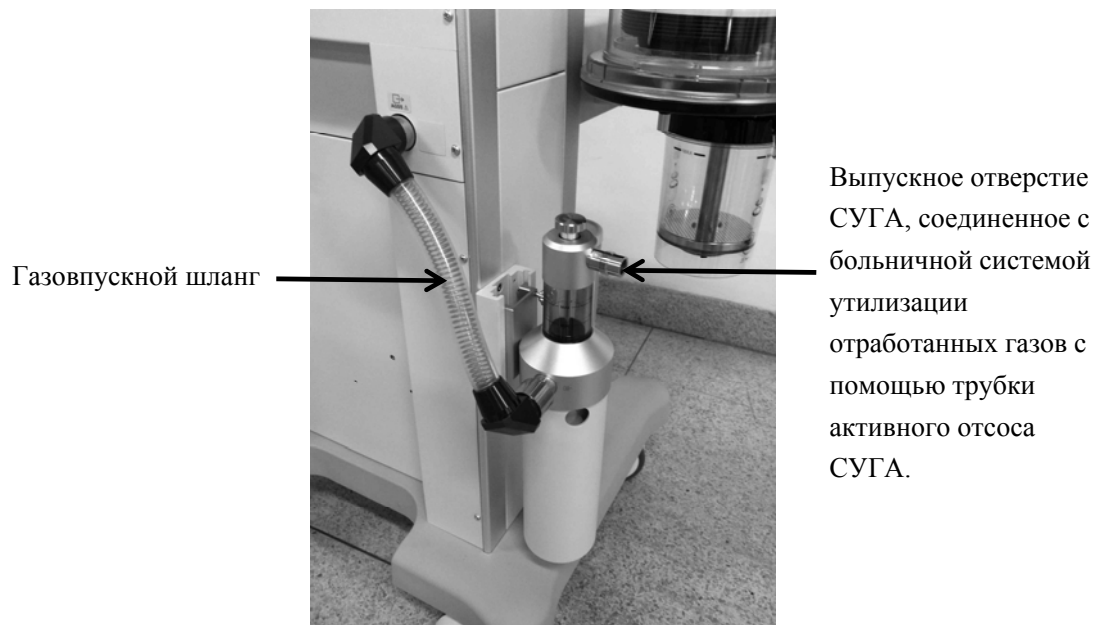 Газовпускной шланг
Выпускное отверстие
СУГА, соединенное с
больничной системой
утилизации
отработанных газов с
помощью трубки
активного отсоса
СУГА.